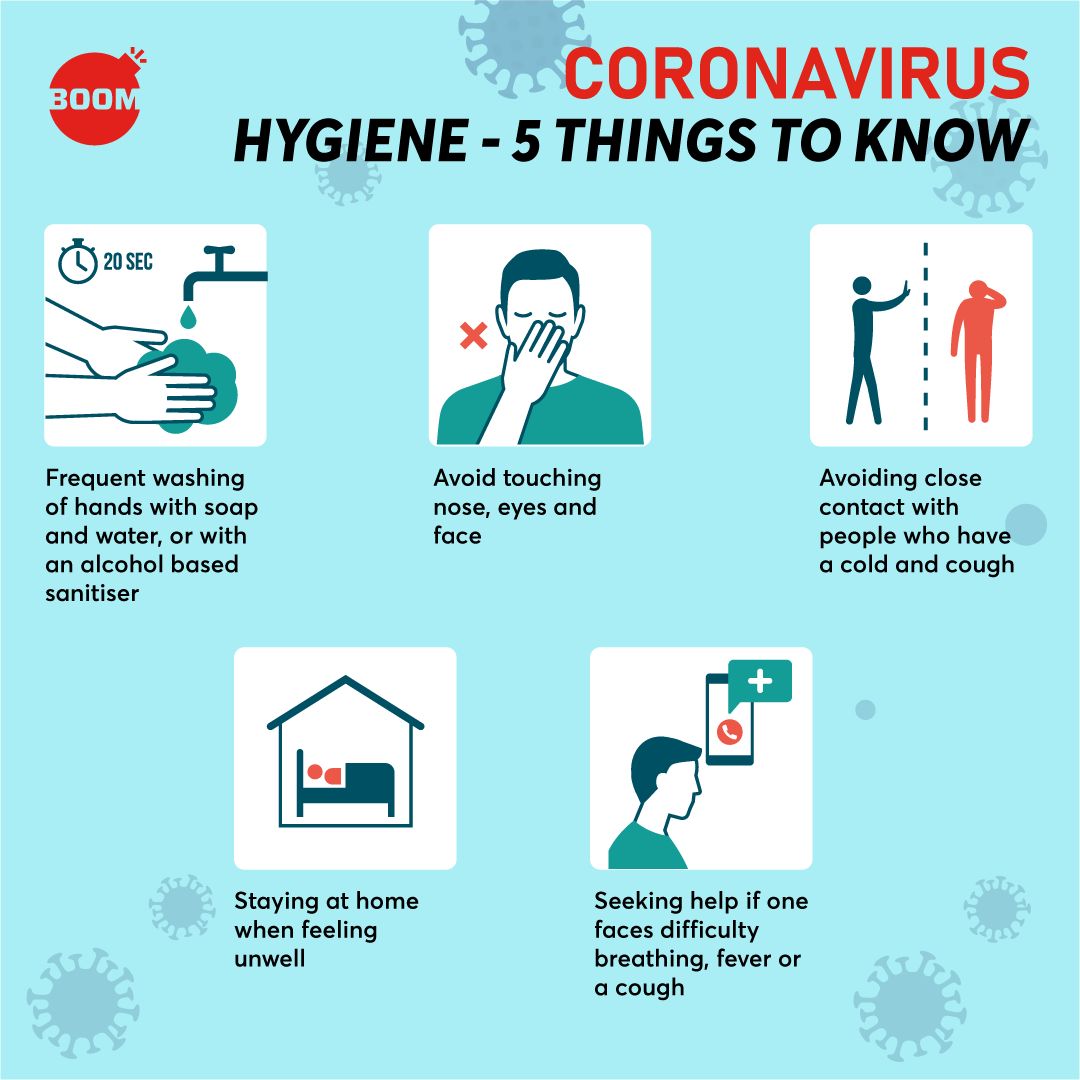 BOOM
CORONAVIRUS
HYGIENE - 5 THINGS TO KNOW
20 SEC
Frequent washing
of hands with soap
and water, or with
an alcohol based
sanitiser
Avoid touching
nose, eyes and
face
Avoiding close
contact with
people who have
a cold and cough
Staying at home
when feeling
unwell
Seeking help if one
faces difficulty
breathing, fever or
a cough